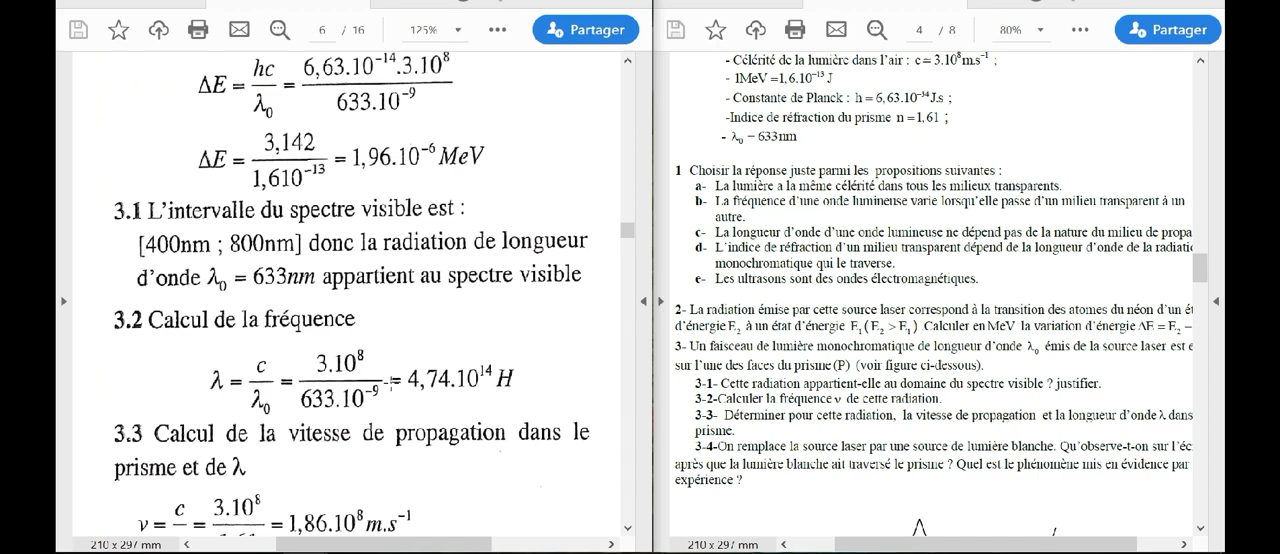 6 / 16
125%
Partager
ΔE = hc/λ₀ = 6,63.10⁻¹⁴.3.10⁸/633.10⁻⁹
ΔE = 3,142/1,610⁻¹³ = 1,96.10⁻⁶ MeV
3.1 L'intervalle du spectre visible est :
[400nm ; 800nm] donc la radiation de longueur
d'onde λ₀ = 633nm appartient au spectre visible
3.2 Calcul de la fréquence
λ = c/λ₀ = 3.10⁸/633.10⁻⁹ = 4,74.10¹⁴ H
3.3 Calcul de la vitesse de propagation dans le
prisme et de λ
ν = c/ = 3.10⁸/ = 1,86.10⁸ m.s⁻¹
210 x 297 mm
4 / 8
80%
Partager
- Célérité de la lumière dans l'air : c = 3.10⁸m.s⁻¹ ;
- 1MeV =1,6.10⁻¹³ J
- Constante de Planck : h = 6,63.10⁻³⁴J.s ;
-Indice de réfraction du prisme n =1,61 ;
- λ₀ = 633nm
1 Choisir la réponse juste parmi les propositions suivantes :
a- La lumière a la même célérité dans tous les milieux transparents.
b- La fréquence d'une onde lumineuse varie lorsqu'elle passe d'un milieu transparent à un
autre.
c- La longueur d'onde d'une onde lumineuse ne dépend pas de la nature du milieu de propa
d- L'indice de réfraction d'un milieu transparent dépend de la longueur d'onde de la radiati
monochromatique qui le traverse.
e- Les ultrasons sont des ondes électromagnétiques.
2- La radiation émise par cette source laser correspond à la transition des atomes du néon d'un ét
d'énergie E₂ à un état d'énergie E₁ ( E₂ > E₁ ) .Calculer en MeV la variation d'énergie ΔE = E₂ −
3- Un faisceau de lumière monochromatique de longueur d'onde λ₀ émis de la source laser est e
sur l'une des faces du prisme (P) (voir figure ci-dessous).
3-1- Cette radiation appartient-elle au domaine du spectre visible ? justifier.
3-2-Calculer la fréquence ν de cette radiation.
3-3- Déterminer pour cette radiation, la vitesse de propagation et la longueur d'onde λ dans
prisme.
3-4-On remplace la source laser par une source de lumière blanche. Qu'observe-t-on sur l'éc
après que la lumière blanche ait traversé le prisme ? Quel est le phénomène mis en évidence par
expérience ?
210 x 297 mm